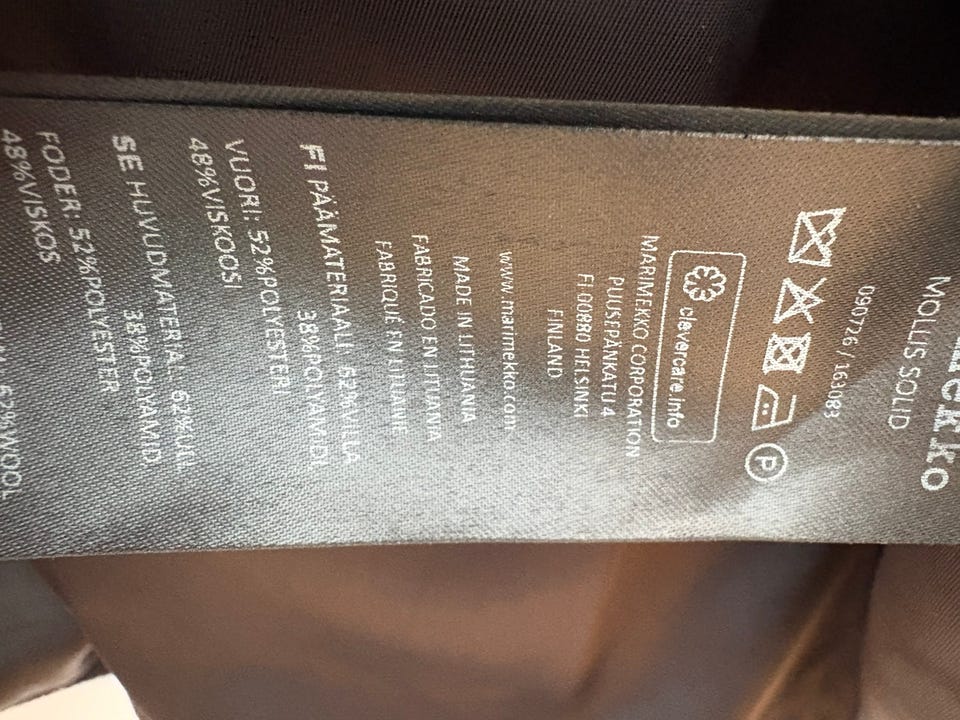 mekko
MOLLIS SOLID
090726 / 163083
P
clevercare.info
MARIMEKKO CORPORATION
PUUSEPÄNKATU 4
FI 00880 HELSINKI
FINLAND
www.marimekko.com
MADE IN LITHUANIA
FABRICADO EN LITUANIA
FABRIQUÉ EN LITUANIE
FI PÄÄMATERIAALI: 62%VILLA
38%POLYAMIDI
VUORI: 52%POLYESTERI
48%VISKOOSI
SE HUVUDMATERIAL: 62%ULL
38%POLYAMID
FODER: 52%POLYESTER
48%VISKOS
62%WOOL